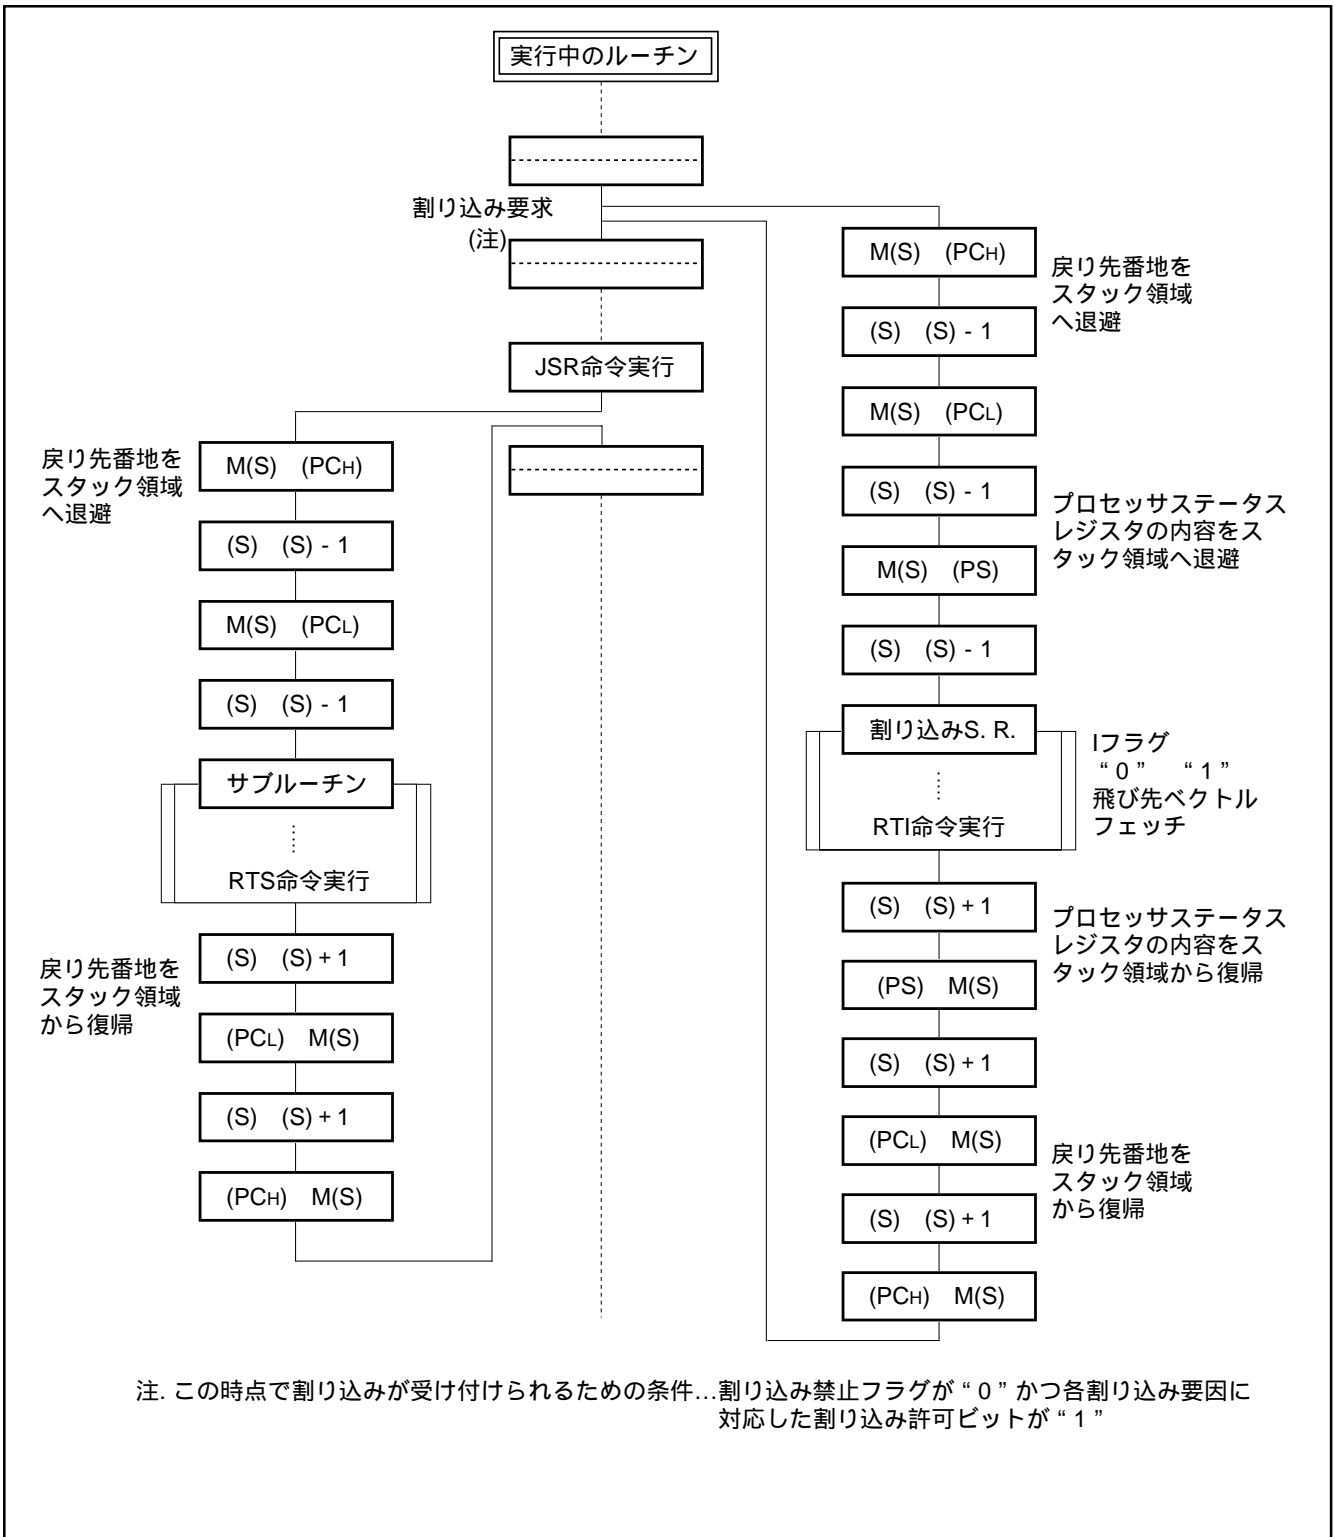 実行中のルーチン
割り込み要求
(注)
JSR命令実行
戻り先番地を
スタック領域
へ退避
M(S) (PCH)
(S) (S) - 1
M(S) (PCL)
(S) (S) - 1
サブルーチン
RTS命令実行
戻り先番地を
スタック領域
から復帰
(S) (S) + 1
(PCL) M(S)
(S) (S) + 1
(PCH) M(S)
M(S) (PCH)
(S) (S) - 1
M(S) (PCL)
(S) (S) - 1
M(S) (PS)
(S) (S) - 1
戻り先番地を
スタック領域
へ退避
プロセッサステータス
レジスタの内容をス
タック領域へ退避
割り込みS. R.
RTI命令実行
Iフラグ
“ 0 ” “ 1 ”
飛び先ベクトル
フェッチ
(S) (S) + 1
(PS) M(S)
(S) (S) + 1
(PCL) M(S)
(S) (S) + 1
(PCH) M(S)
プロセッサステータス
レジスタの内容をス
タック領域から復帰
戻り先番地を
スタック領域
から復帰
注. この時点で割り込みが受け付けられるための条件…割り込み禁止フラグが “ 0 ” かつ各割り込み要因に
対応した割り込み許可ビットが “ 1 ”